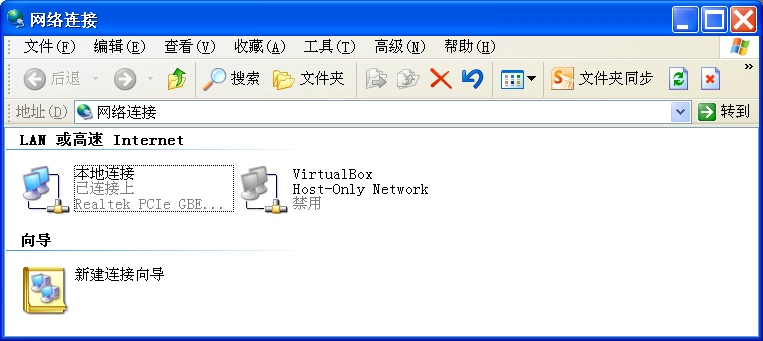 网络连接
文件(F) 编辑(E) 查看(V) 收藏(A) 工具(T) 高级(N) 帮助(H)
后退 搜索 文件夹 文件夹同步 »
地址(D) 网络连接 转到
LAN 或高速 Internet
本地连接
已连接上
Realtek PCIe GBE...
VirtualBox
Host-Only Network
禁用
向导
新建连接向导